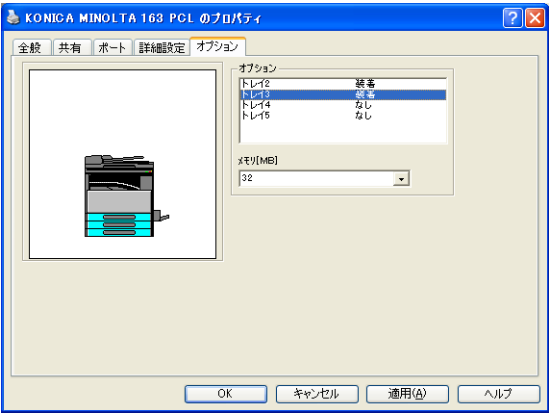 KONICA MINOLTA 163 PCL のプロパティ
全般 共有 ポート 詳細設定 オプション
オプション
トレイ2 装着
トレイ3 装着
トレイ4 なし
トレイ5 なし
メモリ[MB]
32
OK キャンセル 適用(A) ヘルプ